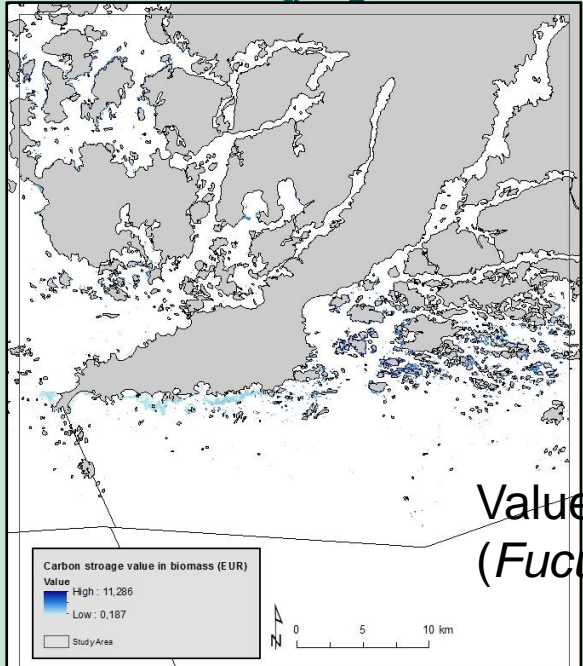 Value
(Fucu
Carbon stroage value in biomass (EUR)
Value
High : 11,286
Low : 0,187
Study Area
N
0 5 10 km